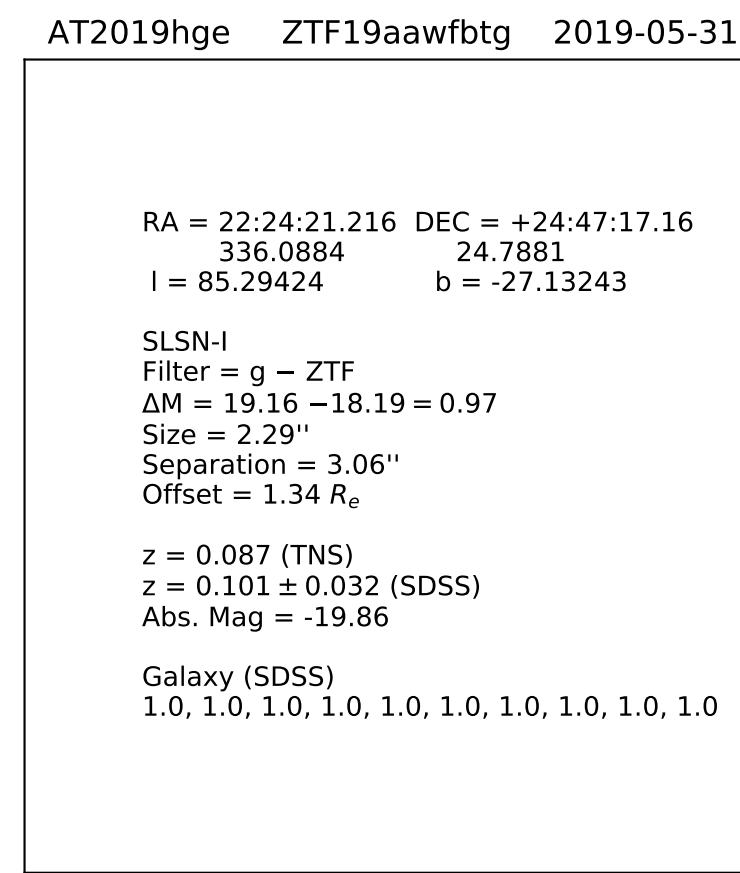 AT2019hge ZTF19aawfbtg 2019-05-31
RA = 22:24:21.216 DEC = +24:47:17.16
336.0884 24.7881
l = 85.29424 b = -27.13243
SLSN-I
Filter = g − ZTF
ΔM = 19.16 −18.19 = 0.97
Size = 2.29''
Separation = 3.06''
Offset = 1.34 Rₑ
z = 0.087 (TNS)
z = 0.101 ± 0.032 (SDSS)
Abs. Mag = -19.86
Galaxy (SDSS)
1.0, 1.0, 1.0, 1.0, 1.0, 1.0, 1.0, 1.0, 1.0, 1.0